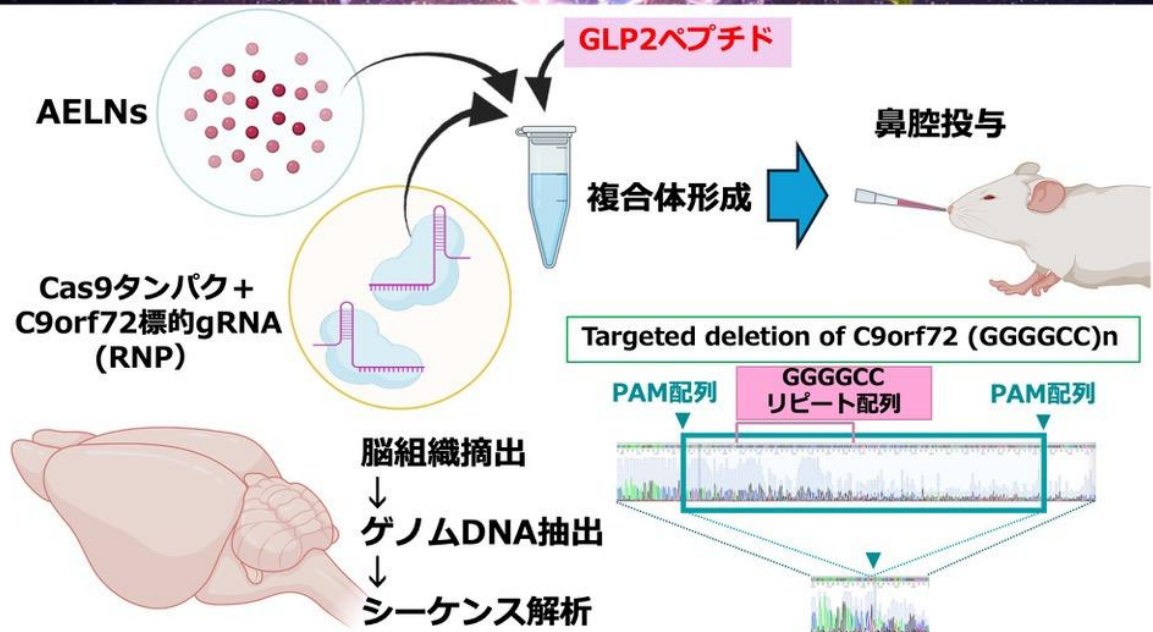 GLP2ペプチド
AELNs
鼻腔投与
複合体形成
Cas9タンパク＋
C9orf72標的gRNA
(RNP）
Targeted deletion of C9orf72 (GGGGCC)n
GGGGCC
リピート配列
PAM配列
PAM配列
脳組織摘出
↓
ゲノムDNA抽出
↓
シーケンス解析